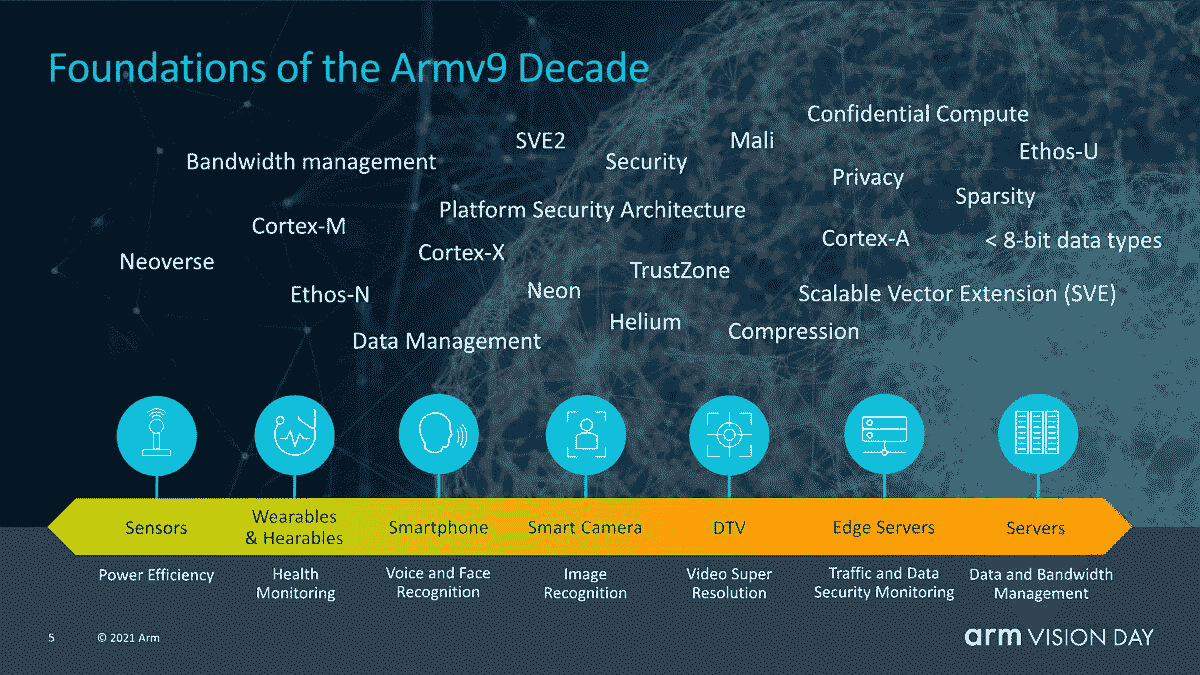 Foundations of the Armv9 Decade
Confidential Compute
SVE2
Mali
Bandwidth management
Security
Ethos-U
Privacy
Sparsity
Platform Security Architecture
Cortex-M
Cortex-X
Cortex-A
< 8-bit data types
Neoverse
TrustZone
Ethos-N
Neon
Scalable Vector Extension (SVE)
Helium
Compression
Data Management
Sensors
Wearables
& Hearables
Smartphone
Smart Camera
DTV
Edge Servers
Servers
Power Efficiency
Health
Monitoring
Voice and Face
Recognition
Image
Recognition
Video Super
Resolution
Traffic and Data
Security Monitoring
Data and Bandwidth
Management
5
© 2021 Arm
arm VISION DAY